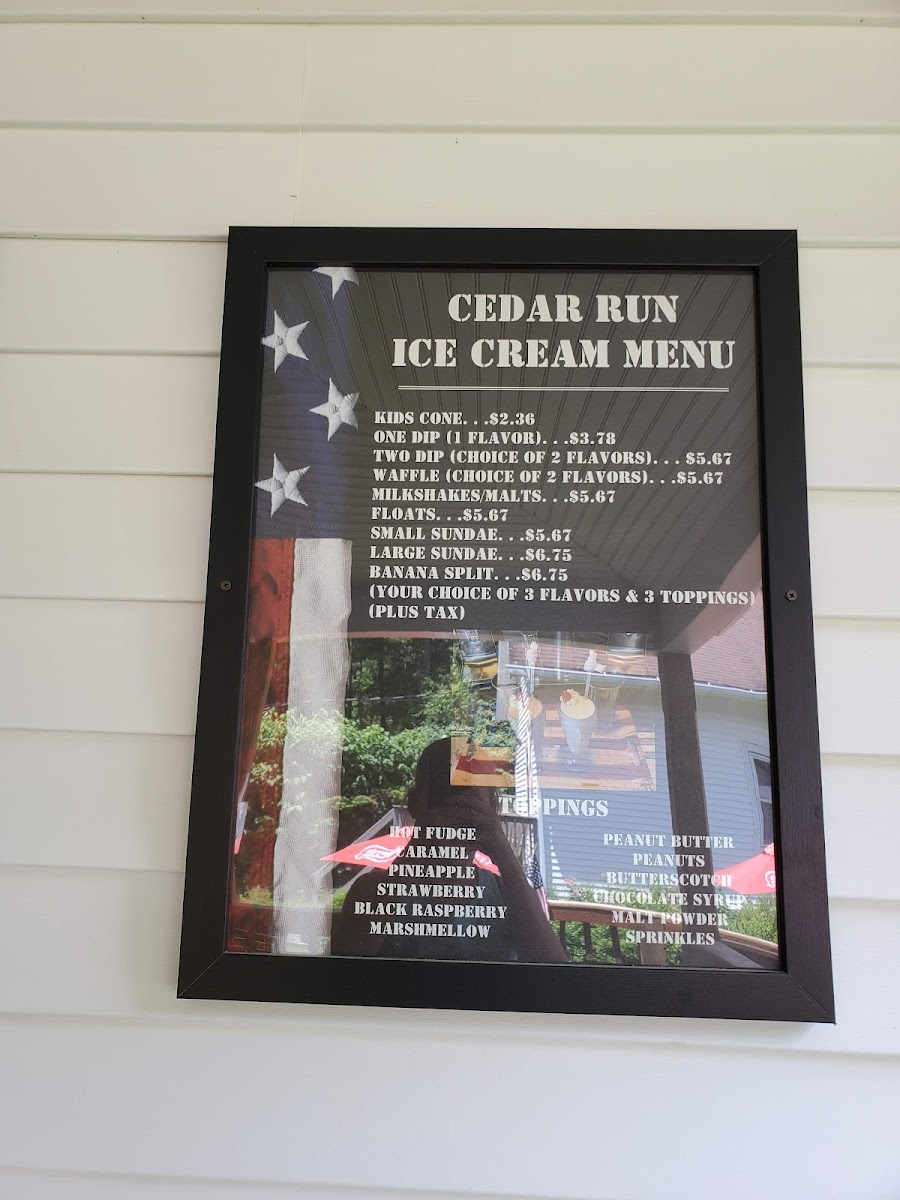 CEDAR RUN
ICE CREAM MENU
KIDS CONE. . .$2.36
ONE DIP (1 FLAVOR). . .$3.78
TWO DIP (CHOICE OF 2 FLAVORS). . . $5.67
WAFFLE (CHOICE OF 2 FLAVORS). . .$5.67
MILKSHAKES/MALTS. . .$5.67
FLOATS. . .$5.67
SMALL SUNDAE. . .$5.67
LARGE SUNDAE. . .$6.75
BANANA SPLIT. . .$6.75
(YOUR CHOICE OF 3 FLAVORS & 3 TOPPINGS)
(PLUS TAX)
TOPPINGS
HOT FUDGE
CARAMEL
PINEAPPLE
STRAWBERRY
BLACK RASPBERRY
MARSHMELLOW
PEANUT BUTTER
PEANUTS
BUTTERSCOTCH
CHOCOLATE SYRUP
MALT POWDER
SPRINKLES